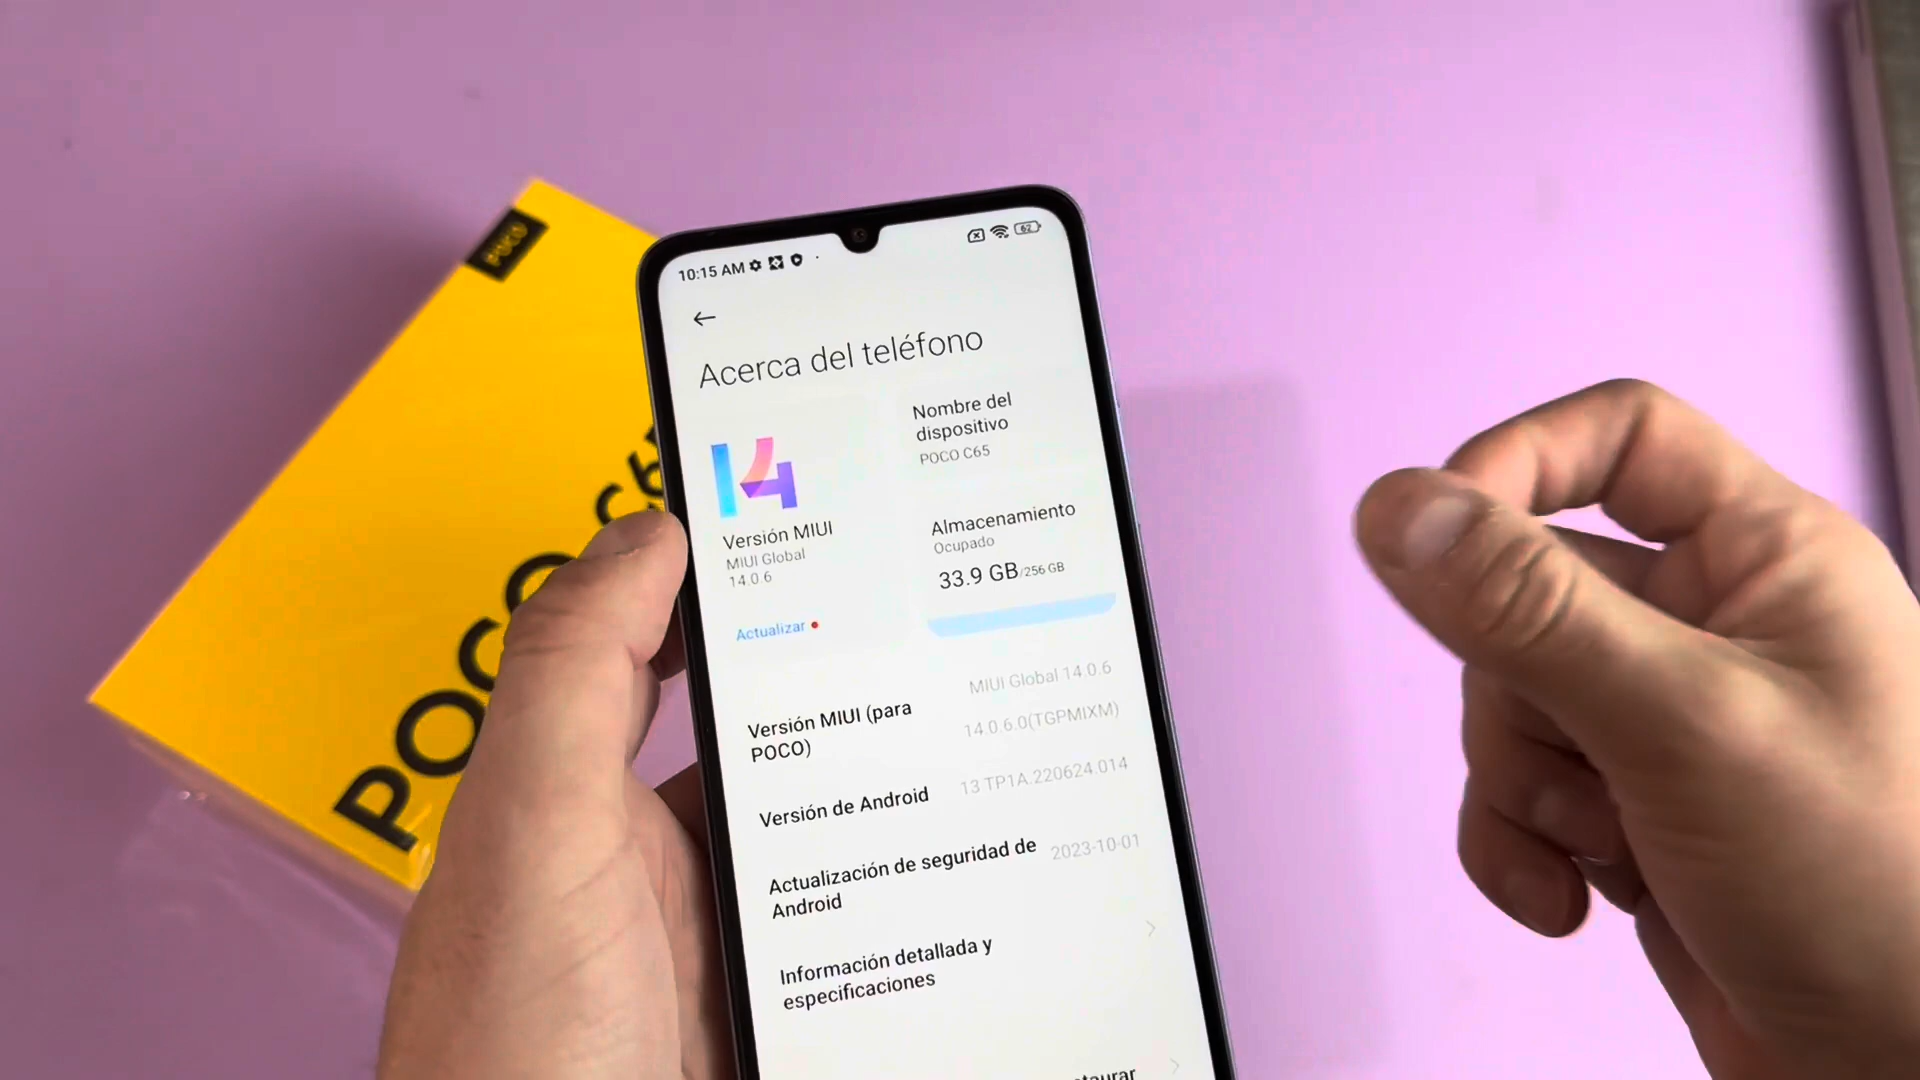 POCO
POCO C65
10:15 AM
62
Acerca del teléfono
14
Versión MIUI
MIUI Global
14.0.6
Actualizar
Nombre del
dispositivo
POCO C65
Almacenamiento
Ocupado
33.9 GB/256 GB
Versión MIUI (para
POCO)
MIUI Global 14.0.6
14.0.6.0(TGPMIXM)
Versión de Android
13 TP1A.220624.014
Actualización de seguridad de
Android
2023-10-01
Información detallada y
especificaciones